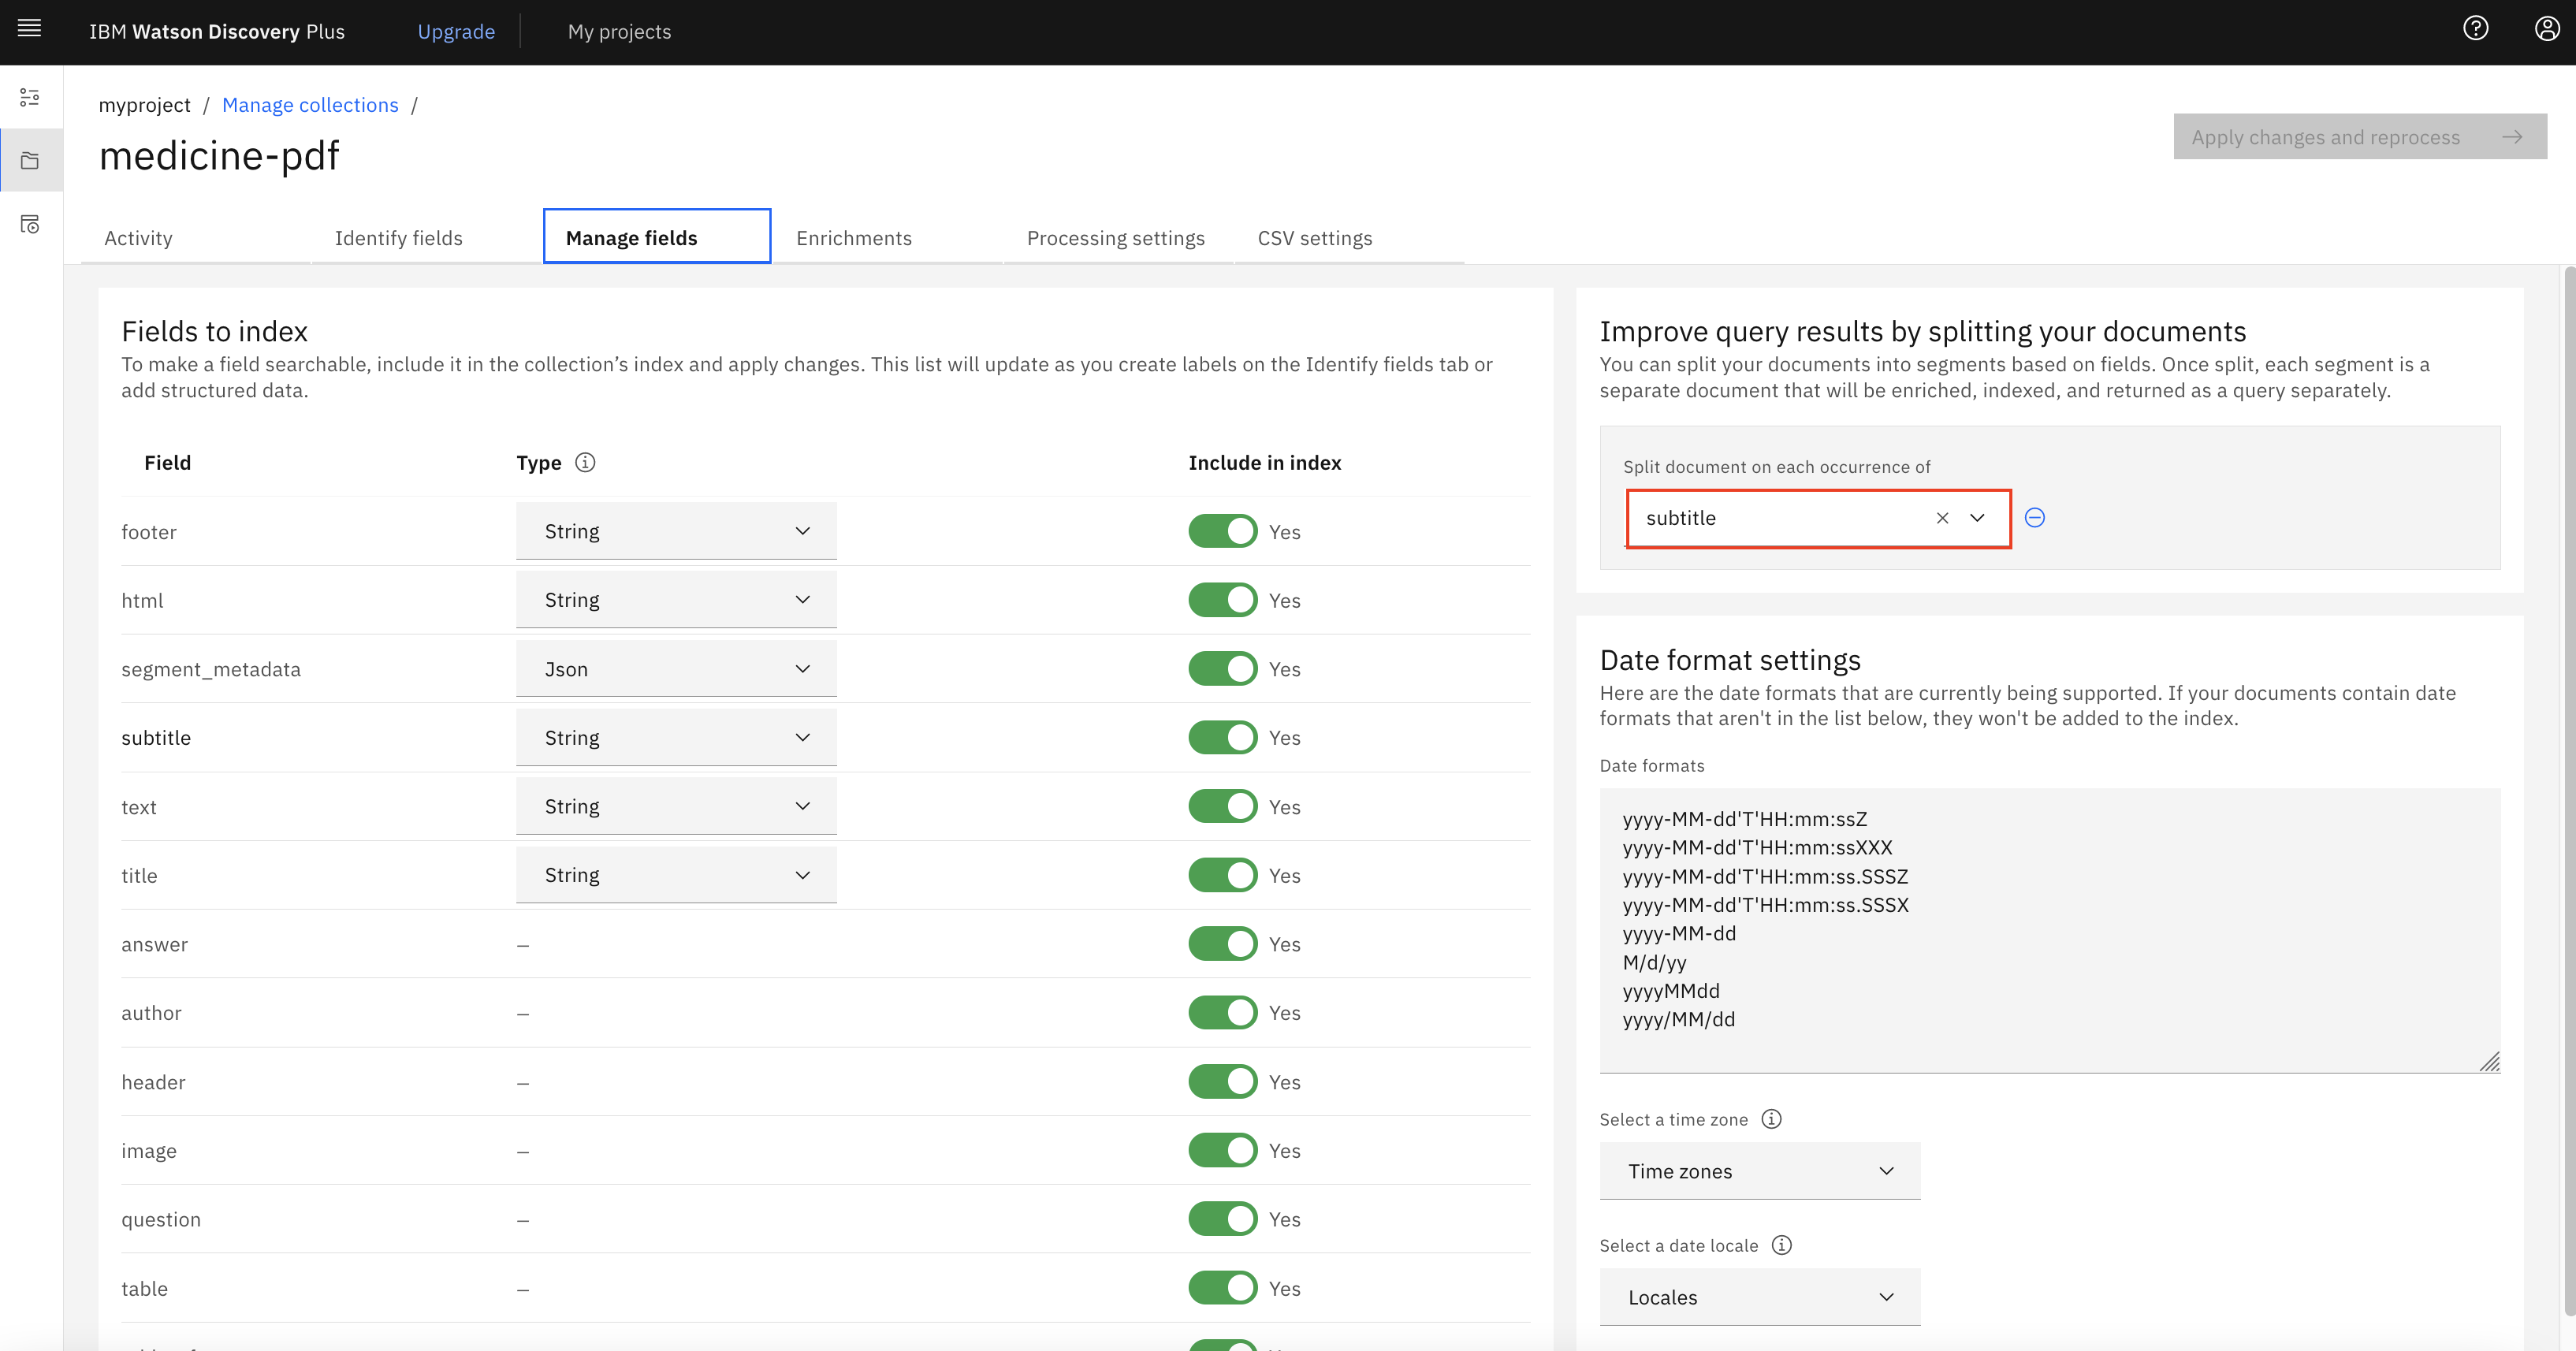 IBM Watson Discovery Plus
Upgrade
My projects
myproject / Manage collections /
medicine-pdf
Apply changes and reprocess
Activity
Identify fields
Manage fields
Enrichments
Processing settings
CSV settings
Fields to index
To make a field searchable, include it in the collection’s index and apply changes. This list will update as you create labels on the Identify fields tab or
add structured data.
Field Type Include in index
footer String Yes
html String Yes
segment_metadata Json Yes
subtitle String Yes
text String Yes
title String Yes
answer – Yes
author – Yes
header – Yes
image – Yes
question – Yes
table – Yes
Improve query results by splitting your documents
You can split your documents into segments based on fields. Once split, each segment is a
separate document that will be enriched, indexed, and returned as a query separately.
Split document on each occurrence of
subtitle
Date format settings
Here are the date formats that are currently being supported. If your documents contain date
formats that aren't in the list below, they won't be added to the index.
Date formats
yyyy-MM-dd'T'HH:mm:ssZ
yyyy-MM-dd'T'HH:mm:ssXXX
yyyy-MM-dd'T'HH:mm:ss.SSSZ
yyyy-MM-dd'T'HH:mm:ss.SSSX
yyyy-MM-dd
M/d/yy
yyyyMMdd
yyyy/MM/dd
Select a time zone
Time zones
Select a date locale
Locales